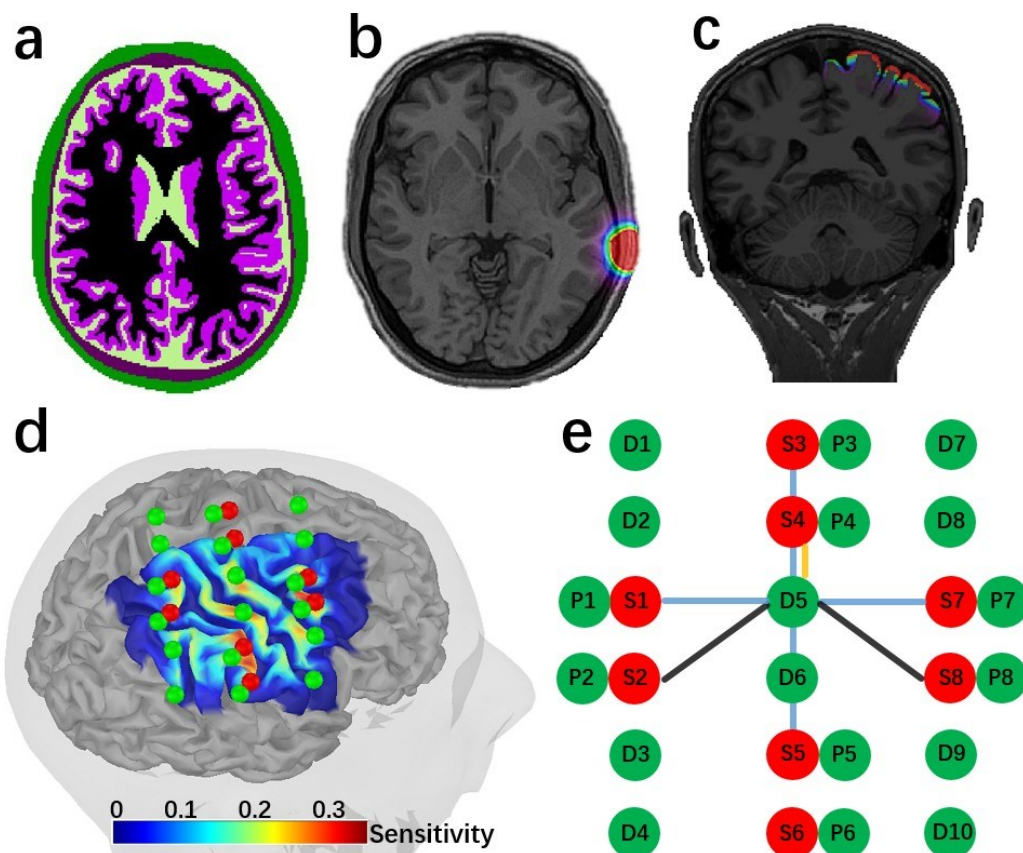 a
b
c
d
0 0.1 0.2 0.3
Sensitivity
e
D1 S3 P3 D7
D2 S4 P4 D8
P1 S1 D5 S7 P7
P2 S2 D6 S8 P8
D3 S5 P5 D9
D4 S6 P6 D10